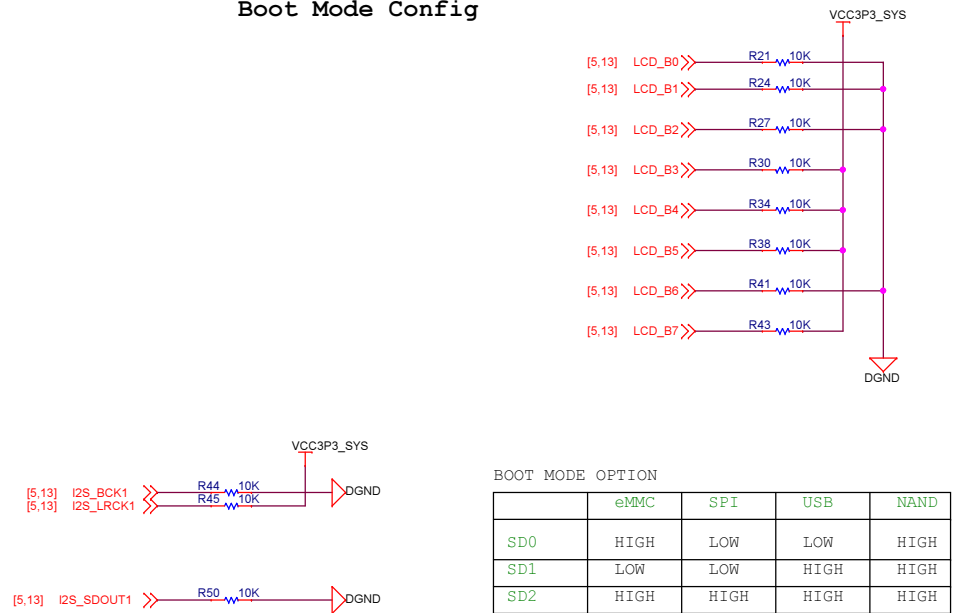 Boot Mode Config
VCC3P3_SYS
[5,13] LCD_B0 R21 10K
[5,13] LCD_B1 R24 10K
[5,13] LCD_B2 R27 10K
[5,13] LCD_B3 R30 10K
[5,13] LCD_B4 R34 10K
[5,13] LCD_B5 R38 10K
[5,13] LCD_B6 R41 10K
[5,13] LCD_B7 R43 10K
DGND
VCC3P3_SYS
[5,13] I2S_BCK1 R44 10K DGND
[5,13] I2S_LRCK1 R45 10K
[5,13] I2S_SDOUT1 R50 10K DGND
BOOT MODE OPTION
eMMC SPI USB NAND
SD0 HIGH LOW LOW HIGH
SD1 LOW LOW HIGH HIGH
SD2 HIGH HIGH HIGH HIGH